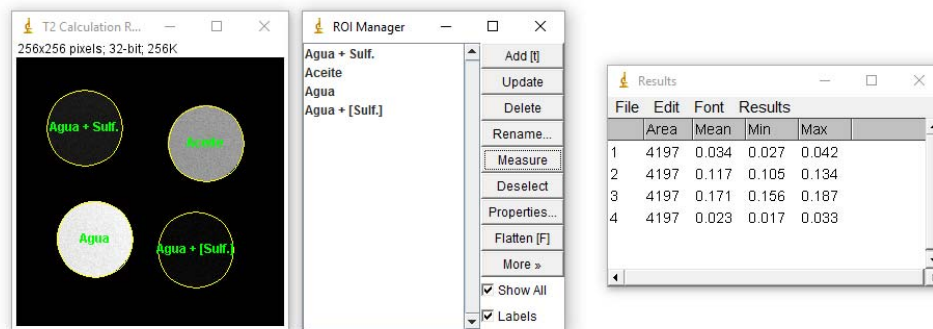 T2 Calculation R...
256x256 pixels; 32-bit; 256K
Agua + Sulf.
Aceite
Agua
Agua + [Sulf.]
ROI Manager
Agua + Sulf.
Aceite
Agua
Agua + [Sulf.]
Add [t]
Update
Delete
Rename...
Measure
Deselect
Properties...
Flatten [F]
More »
Show All
Labels
Results
File Edit Font Results
Area Mean Min Max
1 4197 0.034 0.027 0.042
2 4197 0.117 0.105 0.134
3 4197 0.171 0.156 0.187
4 4197 0.023 0.017 0.033